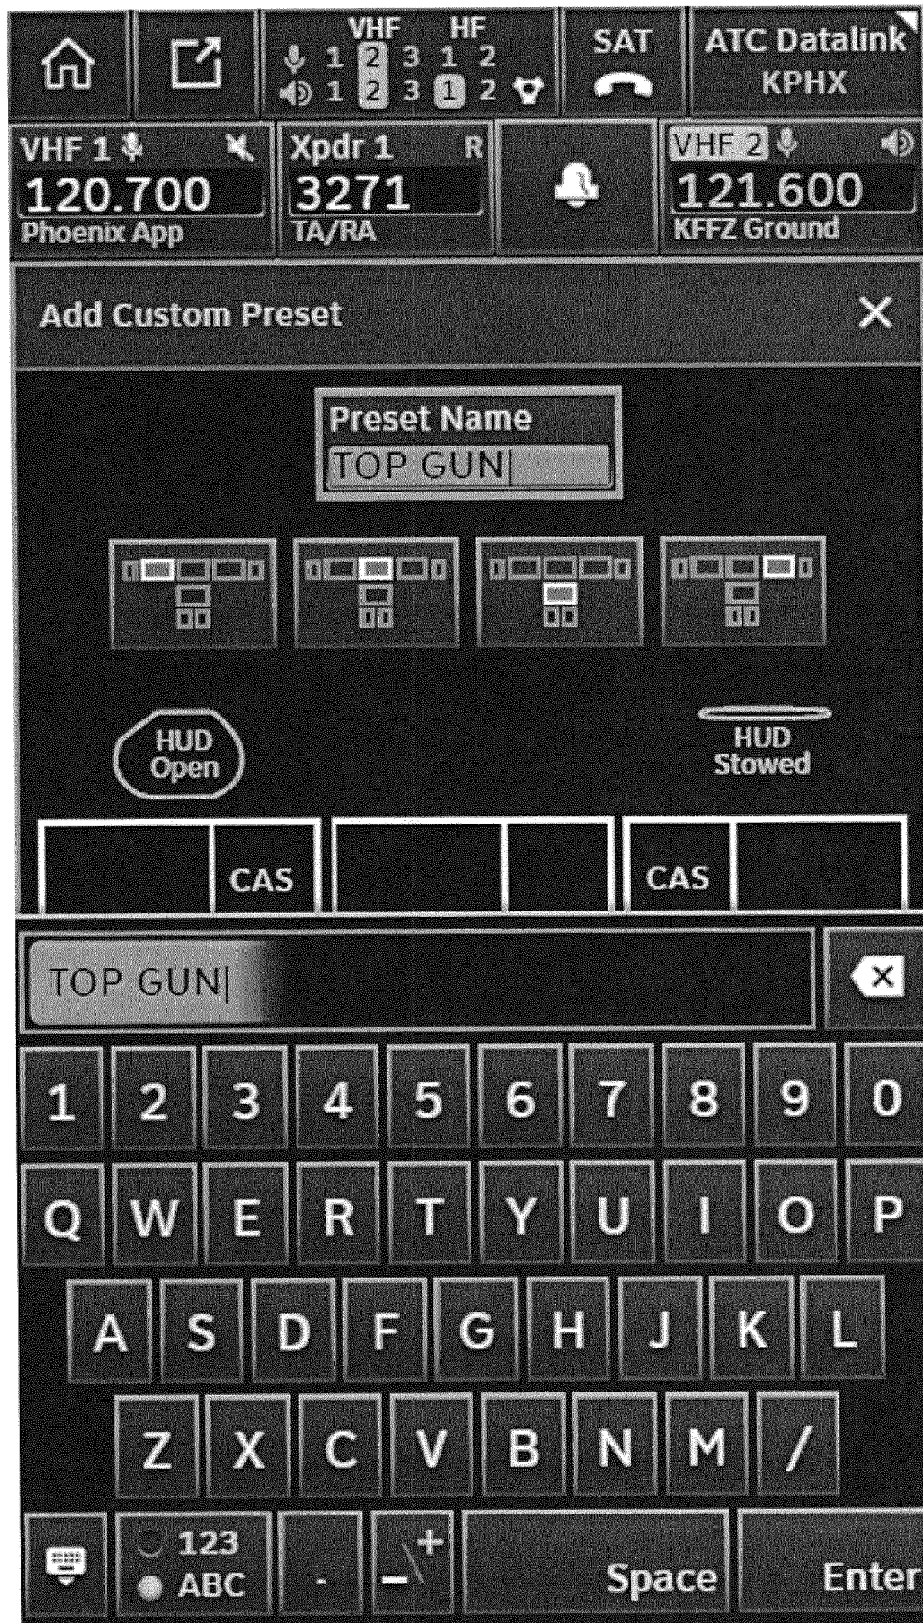 VHF HF
1 2 3 1 2
1 2 3 1 2
SAT
ATC Datalink
KPHX
VHF 1
120.700
Phoenix App
Xpdr 1 R
3271
TA/RA
VHF 2
121.600
KFFZ Ground
Add Custom Preset
Preset Name
TOP GUN
HUD
Open
HUD
Stowed
CAS
CAS
TOP GUN
1 2 3 4 5 6 7 8 9 0
Q W E R T Y U I O P
A S D F G H J K L
Z X C V B N M /
123
ABC
.
-\+
Space
Enter